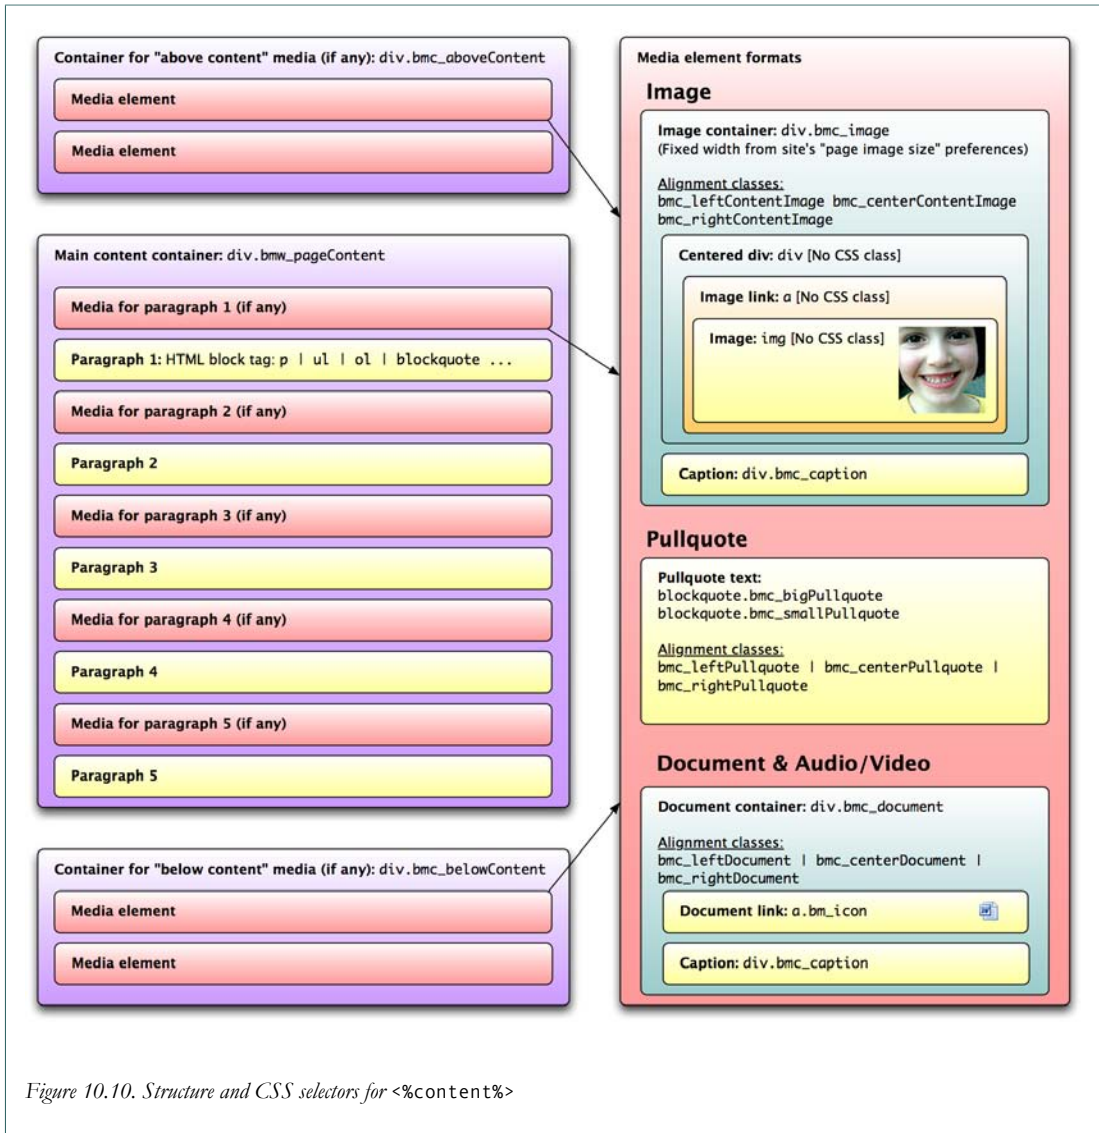 Container for "above content" media (if any): div.bmc_aboveContent
Media element
Media element
Main content container: div.bmw_pageContent
Media for paragraph 1 (if any)
Paragraph 1: HTML block tag: p | ul | ol | blockquote ...
Media for paragraph 2 (if any)
Paragraph 2
Media for paragraph 3 (if any)
Paragraph 3
Media for paragraph 4 (if any)
Paragraph 4
Media for paragraph 5 (if any)
Paragraph 5
Container for "below content" media (if any): div.bmc_belowContent
Media element
Media element
Media element formats
Image
Image container: div.bmc_image
(Fixed width from site's "page image size" preferences)
Alignment classes:
bmc_leftContentImage bmc_centerContentImage
bmc_rightContentImage
Centered div: div [No CSS class]
Image link: a [No CSS class]
Image: img [No CSS class]
Caption: div.bmc_caption
Pullquote
Pullquote text:
blockquote.bmc_bigPullquote
blockquote.bmc_smallPullquote
Alignment classes:
bmc_leftPullquote | bmc_centerPullquote |
bmc_rightPullquote
Document & Audio/Video
Document container: div.bmc_document
Alignment classes:
bmc_leftDocument | bmc_centerDocument |
bmc_rightDocument
Document link: a.bm_icon
Caption: div.bmc_caption
Figure 10.10. Structure and CSS selectors for <%content%>